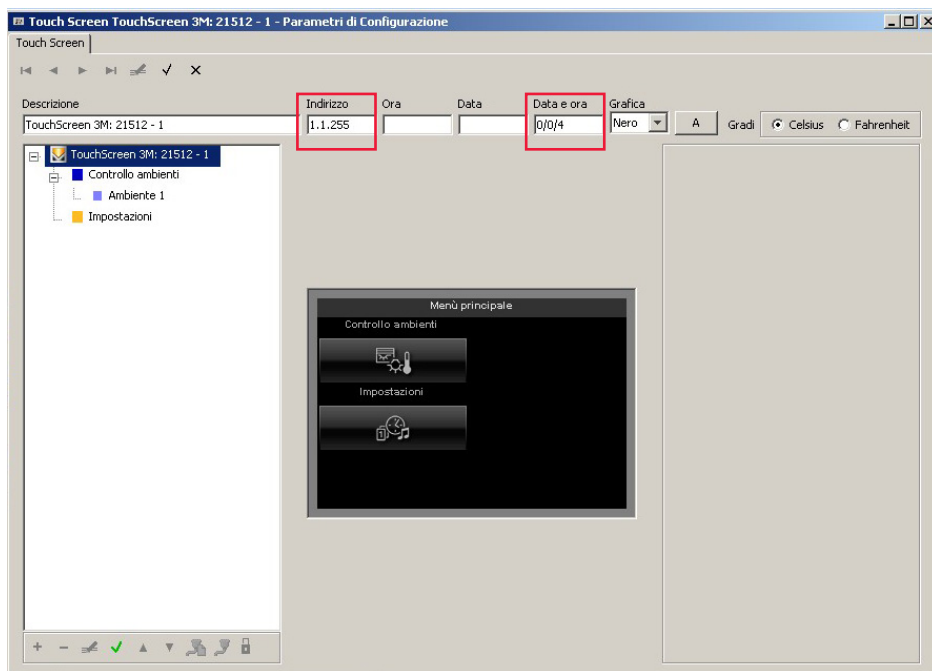 Touch Screen TouchScreen 3M: 21512 - 1 - Parametri di Configurazione
Touch Screen
Descrizione Indirizzo Ora Data Data e ora Grafica
TouchScreen 3M: 21512 - 1 1.1.255 0/0/4 Nero A Gradi Celsius Fahrenheit
TouchScreen 3M: 21512 - 1
Controllo ambienti
Ambiente 1
Impostazioni
Menù principale
Controllo ambienti
Impostazioni